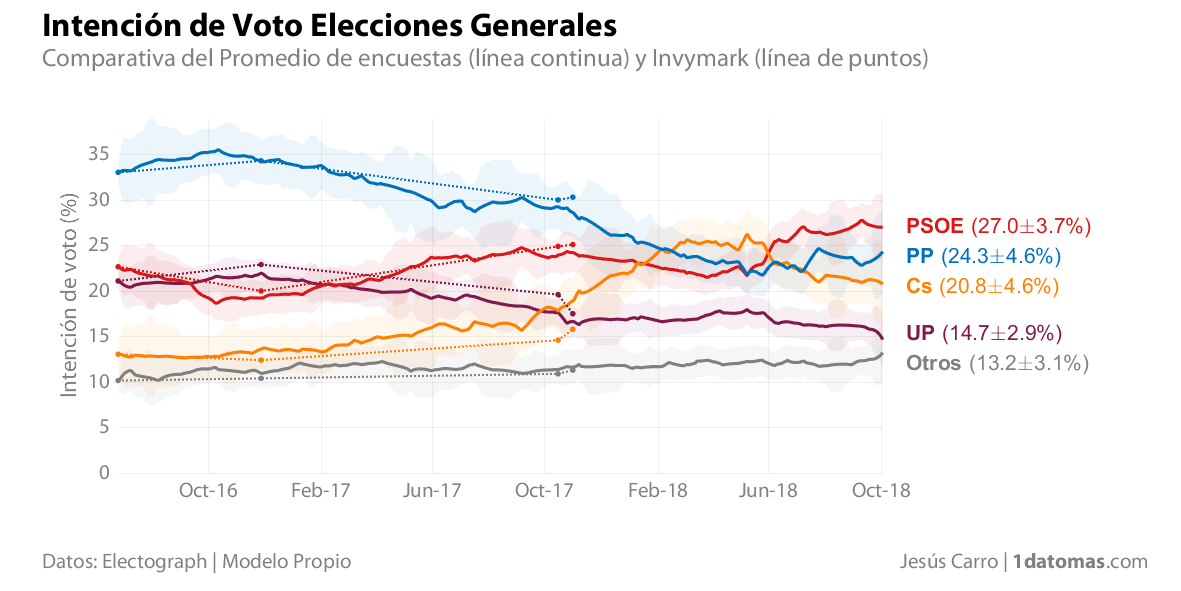 Intención de Voto Elecciones Generales
Comparativa del Promedio de encuestas (línea continua) y Invymark (línea de puntos)
Intención de voto (%)
35
30
25
20
15
10
5
0
Oct-16 Feb-17 Jun-17 Oct-17 Feb-18 Jun-18 Oct-18
PSOE (27.0±3.7%)
PP (24.3±4.6%)
Cs (20.8±4.6%)
UP (14.7±2.9%)
Otros (13.2±3.1%)
Datos: Electograph | Modelo Propio
Jesús Carro | 1datomas.com